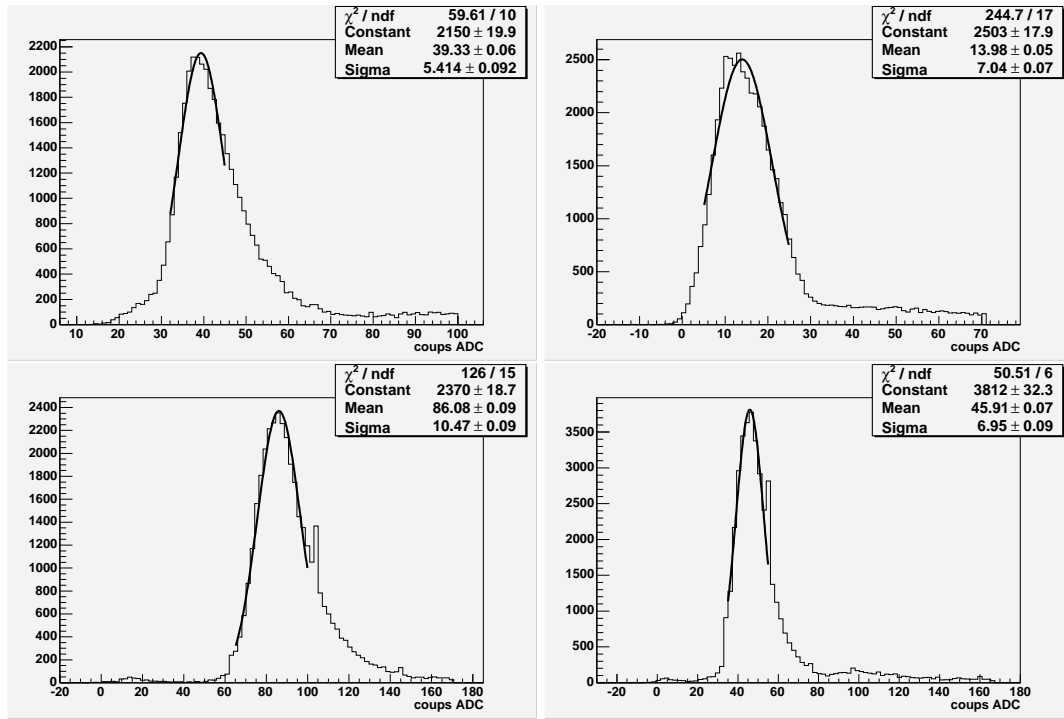 χ² / ndf 59.61 / 10
Constant 2150 ± 19.9
Mean 39.33 ± 0.06
Sigma 5.414 ± 0.092
2200
2000
1800
1600
1400
1200
1000
800
600
400
200
0
10 20 30 40 50 60 70 80 90 100
coups ADC
χ² / ndf 244.7 / 17
Constant 2503 ± 17.9
Mean 13.98 ± 0.05
Sigma 7.04 ± 0.07
2500
2000
1500
1000
500
0
-20 -10 0 10 20 30 40 50 60 70
coups ADC
χ² / ndf 126 / 15
Constant 2370 ± 18.7
Mean 86.08 ± 0.09
Sigma 10.47 ± 0.09
2400
2200
2000
1800
1600
1400
1200
1000
800
600
400
200
0
-20 0 20 40 60 80 100 120 140 160 180
coups ADC
χ² / ndf 50.51 / 6
Constant 3812 ± 32.3
Mean 45.91 ± 0.07
Sigma 6.95 ± 0.09
3500
3000
2500
2000
1500
1000
500
0
-20 0 20 40 60 80 100 120 140 160 180
coups ADC